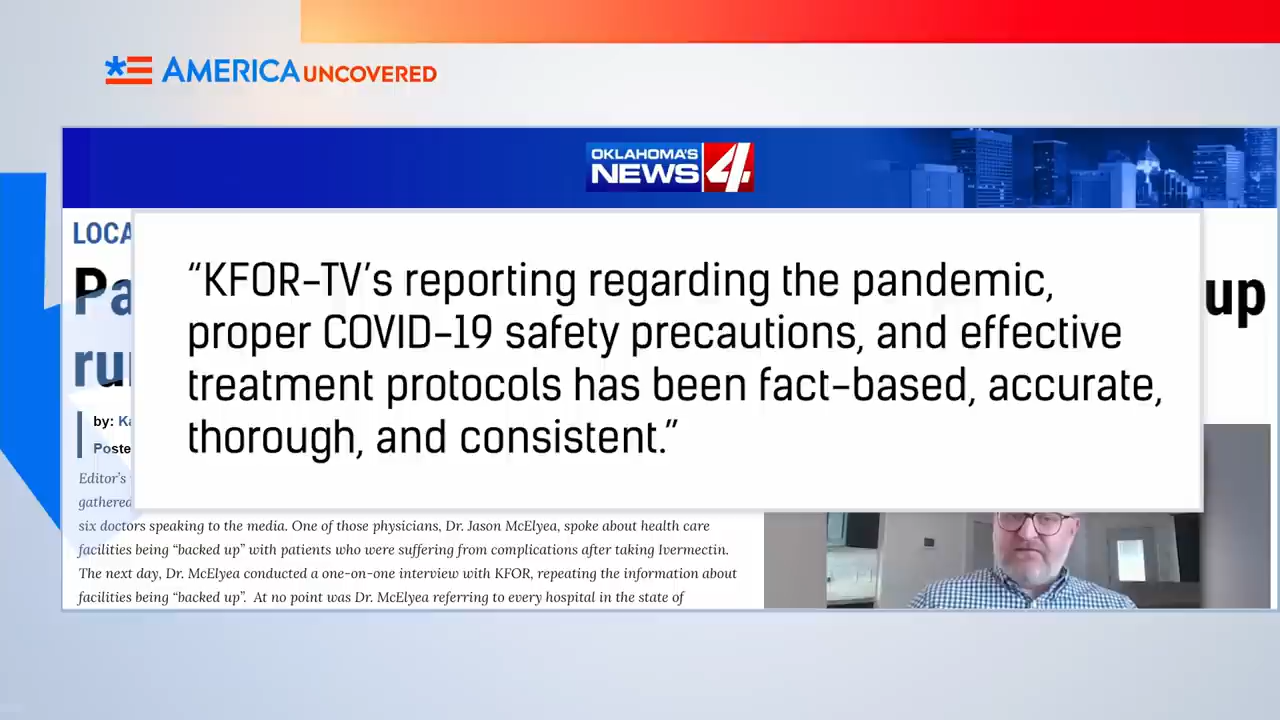 AMERICA UNCOVERED
OKLAHOMA'S
NEWS 4
LOCA
Pa
up
ru
“KFOR-TV’s reporting regarding the pandemic,
proper COVID-19 safety precautions, and effective
treatment protocols has been fact-based, accurate,
thorough, and consistent.”
by: Ka
Poste
Editor's
gathered
six doctors speaking to the media. One of those physicians, Dr. Jason McElyea, spoke about health care
facilities being “backed up” with patients who were suffering from complications after taking Ivermectin.
The next day, Dr. McElyea conducted a one-on-one interview with KFOR, repeating the information about
facilities being “backed up”. At no point was Dr. McElyea referring to every hospital in the state of